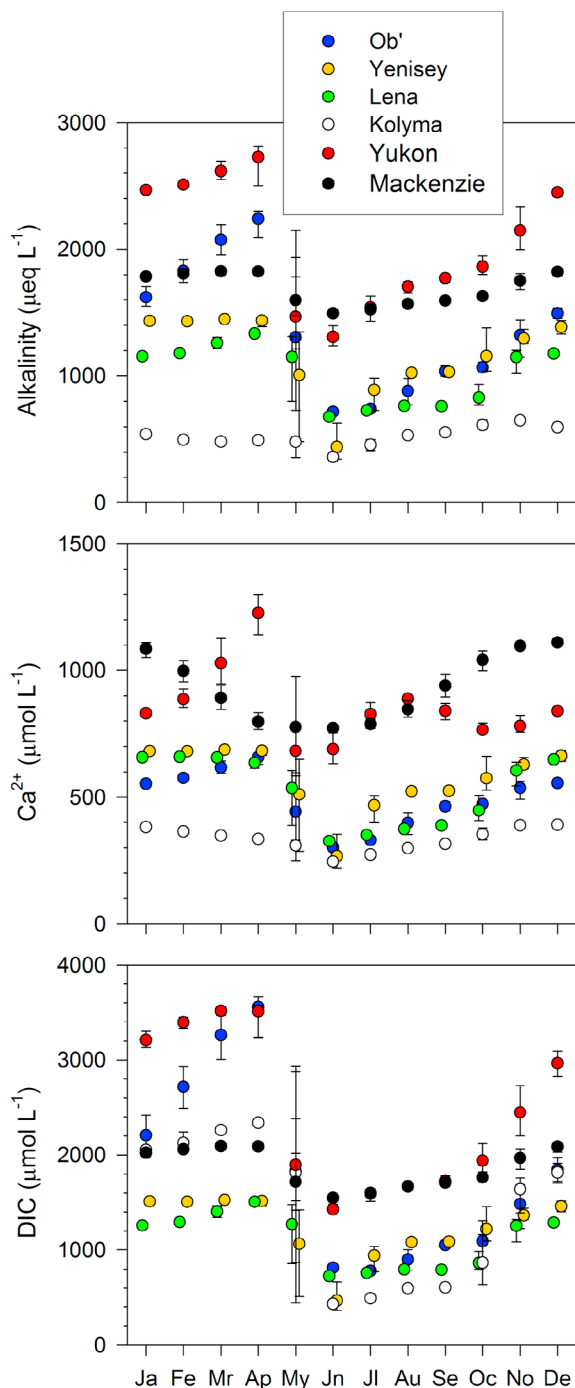 Ob'
Yenisey
Lena
Kolyma
Yukon
Mackenzie
3000
2000
1000
0
Alkalinity (µeq L⁻¹)
1500
1000
500
0
Ca²⁺ (µmol L⁻¹)
4000
3000
2000
1000
0
DIC (µmol L⁻¹)
Ja Fe Mr Ap My Jn Jl Au Se Oc No De